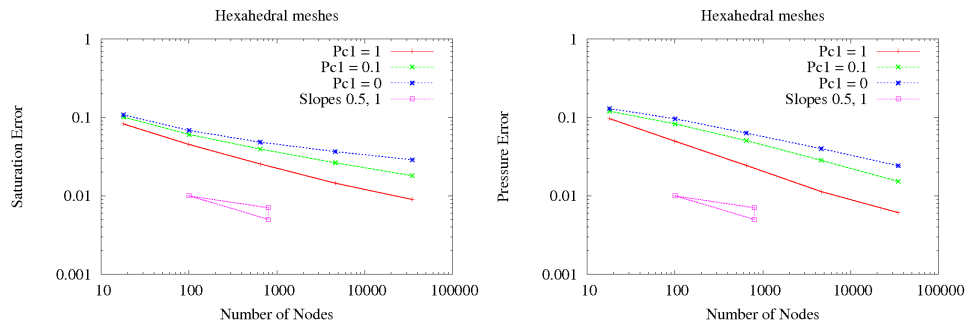 Hexahedral meshes
1
0.1
0.01
0.001
Saturation Error
Pc1 = 1
Pc1 = 0.1
Pc1 = 0
Slopes 0.5, 1
10 100 1000 10000 100000
Number of Nodes
Hexahedral meshes
1
0.1
0.01
0.001
Pressure Error
Pc1 = 1
Pc1 = 0.1
Pc1 = 0
Slopes 0.5, 1
10 100 1000 10000 100000
Number of Nodes